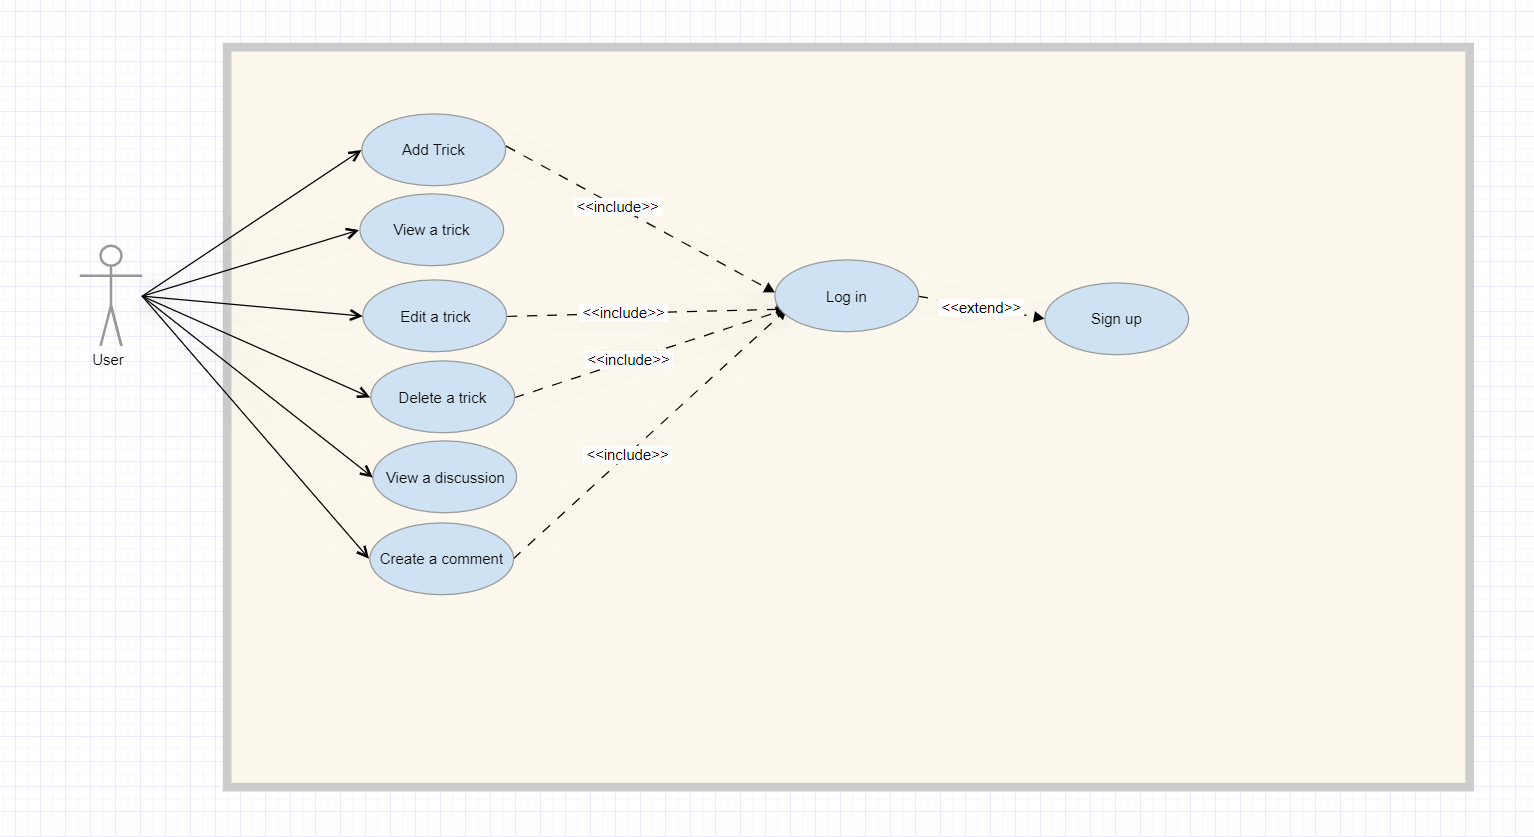 Add Trick
<<include>>
View a trick
User
Edit a trick
<<include>>
Log in
<<extend>>
Sign up
Delete a trick
<<include>>
View a discussion
<<include>>
Create a comment